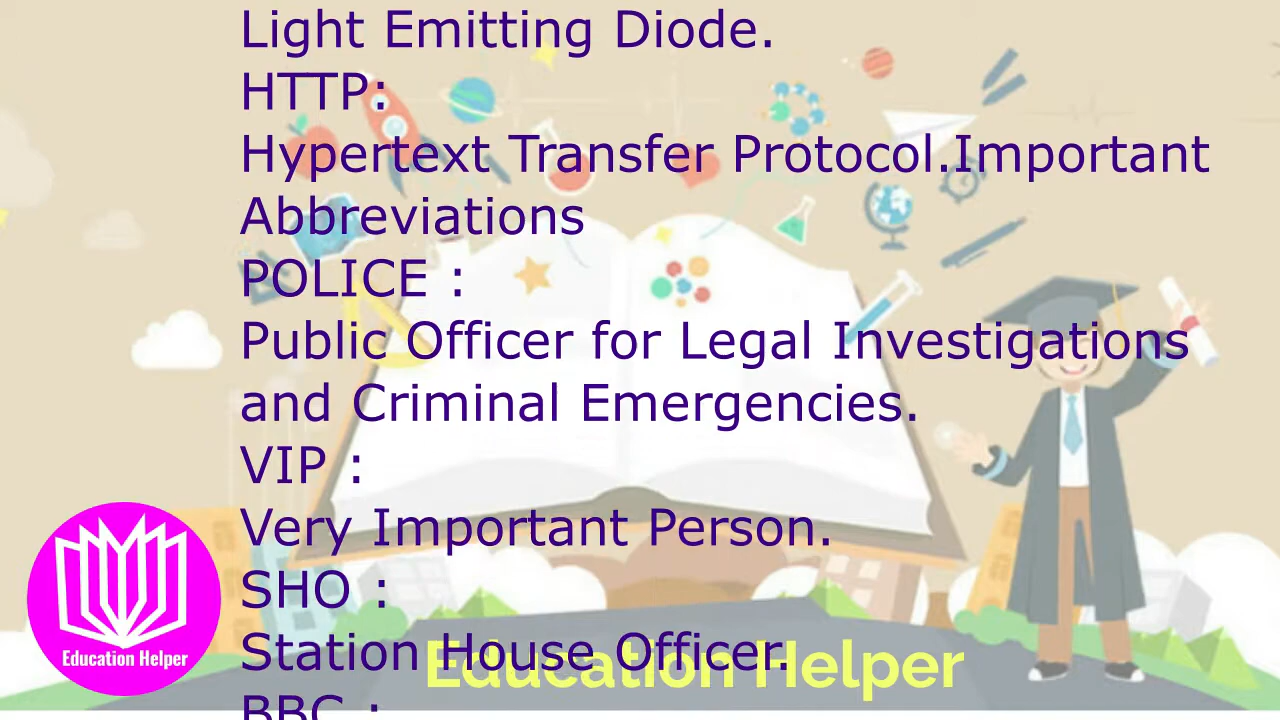 Light Emitting Diode.
HTTP:
Hypertext Transfer Protocol.Important
Abbreviations
POLICE :
Public Officer for Legal Investigations
and Criminal Emergencies.
VIP :
Very Important Person.
SHO :
Station House Officer.
BBC :
Education Helper
Education Helper